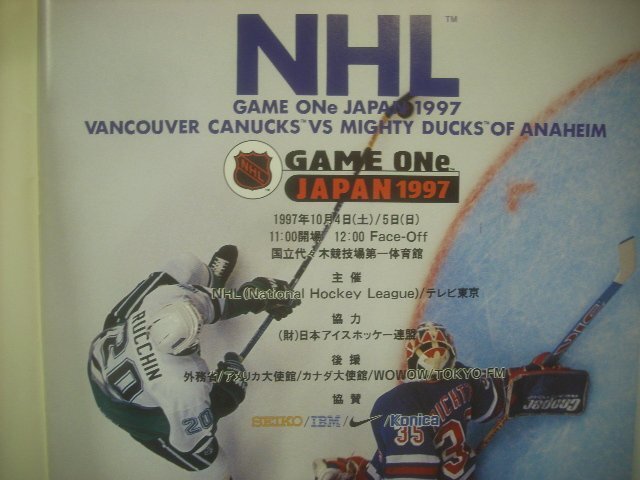 NHL™
GAME ONe JAPAN 1997
VANCOUVER CANUCKS™ VS MIGHTY DUCKS™ OF ANAHEIM
NHL
GAME ONe™
JAPAN 1997
1997年10月4日(土)/5日(日)
11:00開場 12:00 Face-Off
国立代々木競技場第一体育館
主催
NHL (National Hockey League)/テレビ東京
協力
(財)日本アイスホッケー連盟
後援
外務省/アメリカ大使館/カナダ大使館/WOWOW/TOKYO-FM
協賛
SEIKO/IBM/ /Konica
RUCCHIN
20
20
35